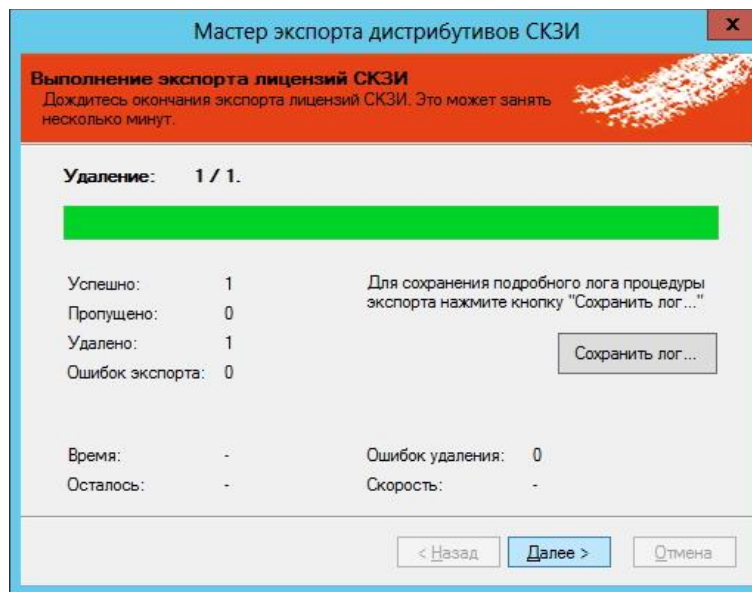 Мастер экспорта дистрибутивов СКЗИ
x
Выполнение экспорта лицензий СКЗИ
Дождитесь окончания экспорта лицензий СКЗИ. Это может занять
несколько минут.
Удаление: 1 / 1.
Успешно: 1
Пропущено: 0
Удалено: 1
Ошибок экспорта: 0
Для сохранения подробного лога процедуры
экспорта нажмите кнопку "Сохранить лог..."
Сохранить лог...
Время: -
Осталось: -
Ошибок удаления: 0
Скорость: -
< Назад
Далее >
Отмена